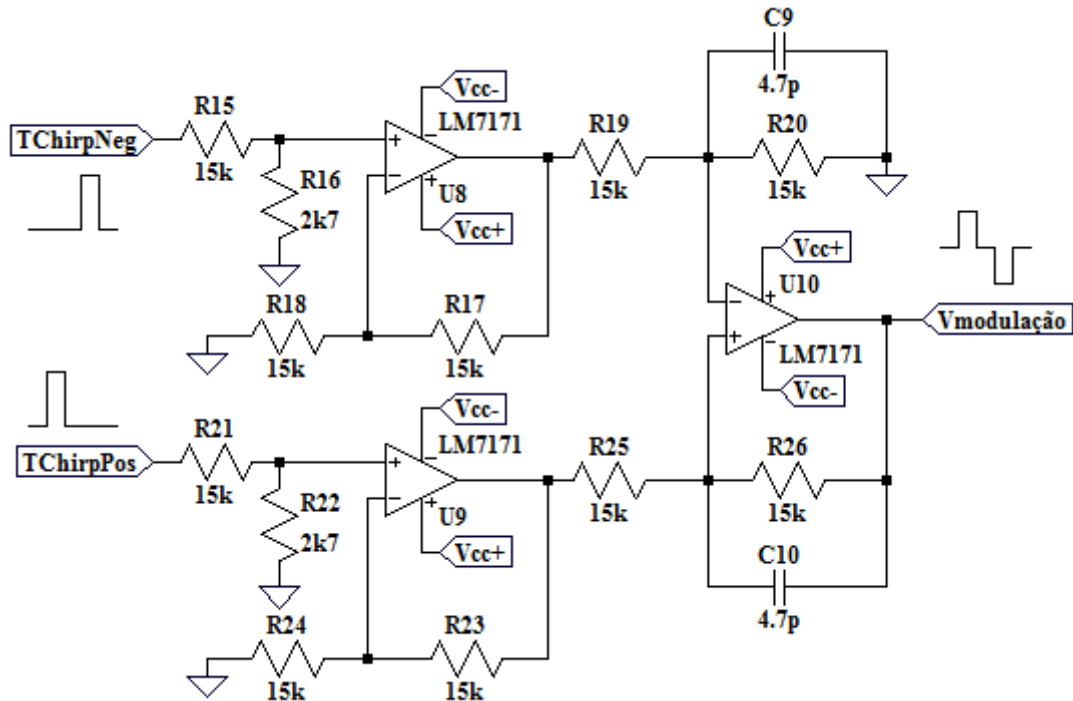 C9
4.7p
Vcc-
R15
LM7171
R19
R20
TChirpNeg
+
−
15k
R16
2k7
−
+
U8
15k
15k
Vcc+
Vcc+
R18
R17
U10
−
+
+
−
Vmodulação
15k
15k
LM7171
Vcc-
Vcc-
R21
LM7171
R25
R26
TChirpPos
+
−
15k
R22
2k7
−
+
U9
15k
15k
Vcc+
C10
4.7p
R24
R23
15k
15k